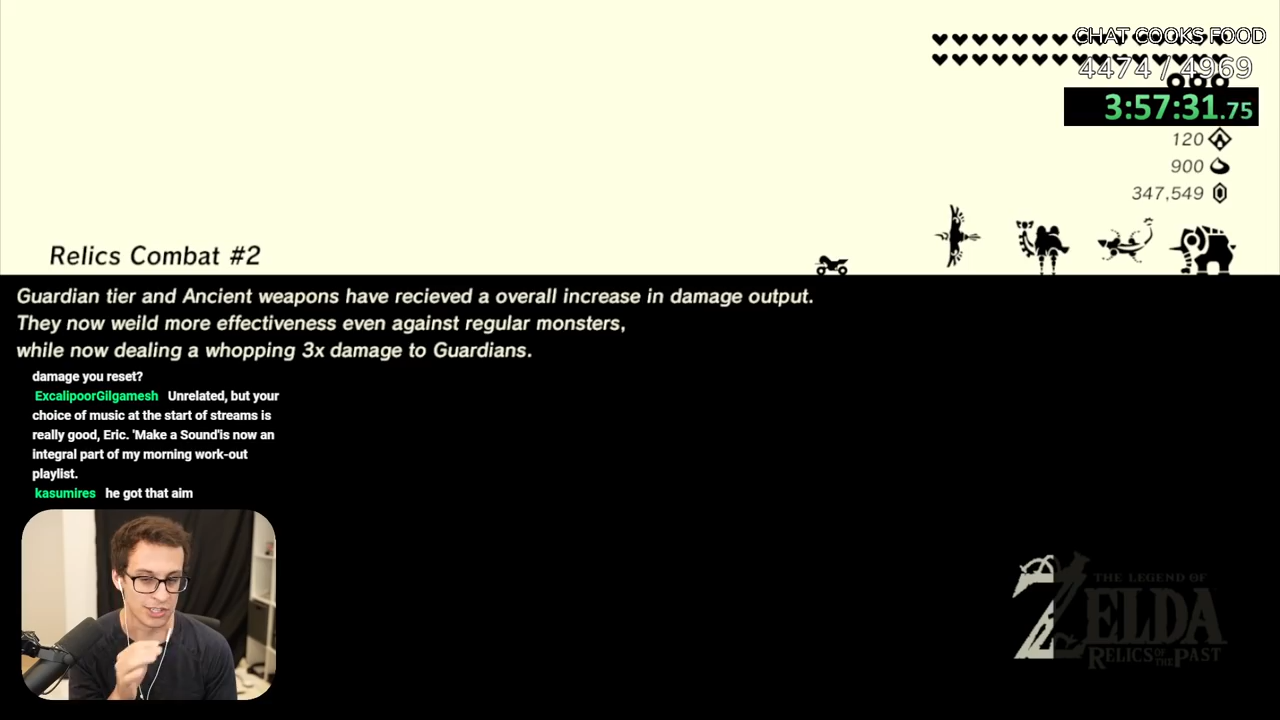 CHAT COOKS FOOD
4474 / 4969
3:57:31.75
120
900
347,549
Relics Combat #2
Guardian tier and Ancient weapons have recieved a overall increase in damage output.
They now weild more effectiveness even against regular monsters,
while now dealing a whopping 3x damage to Guardians.
damage you reset?
ExcalipoorGilgamesh Unrelated, but your
choice of music at the start of streams is
really good, Eric. 'Make a Sound'is now an
integral part of my morning work-out
playlist.
kasumires he got that aim
THE LEGEND OF
ZELDA
RELICS OF THE PAST